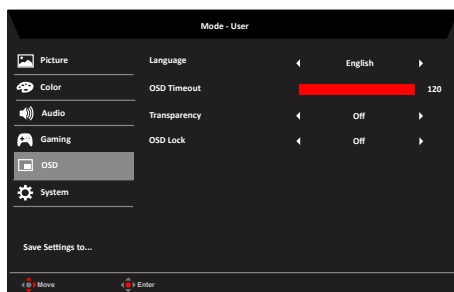 Mode - User
Picture
Language English
Color
OSD Timeout 120
Audio
Transparency Off
Gaming
OSD Lock Off
OSD
System
Save Settings to...
Move Enter